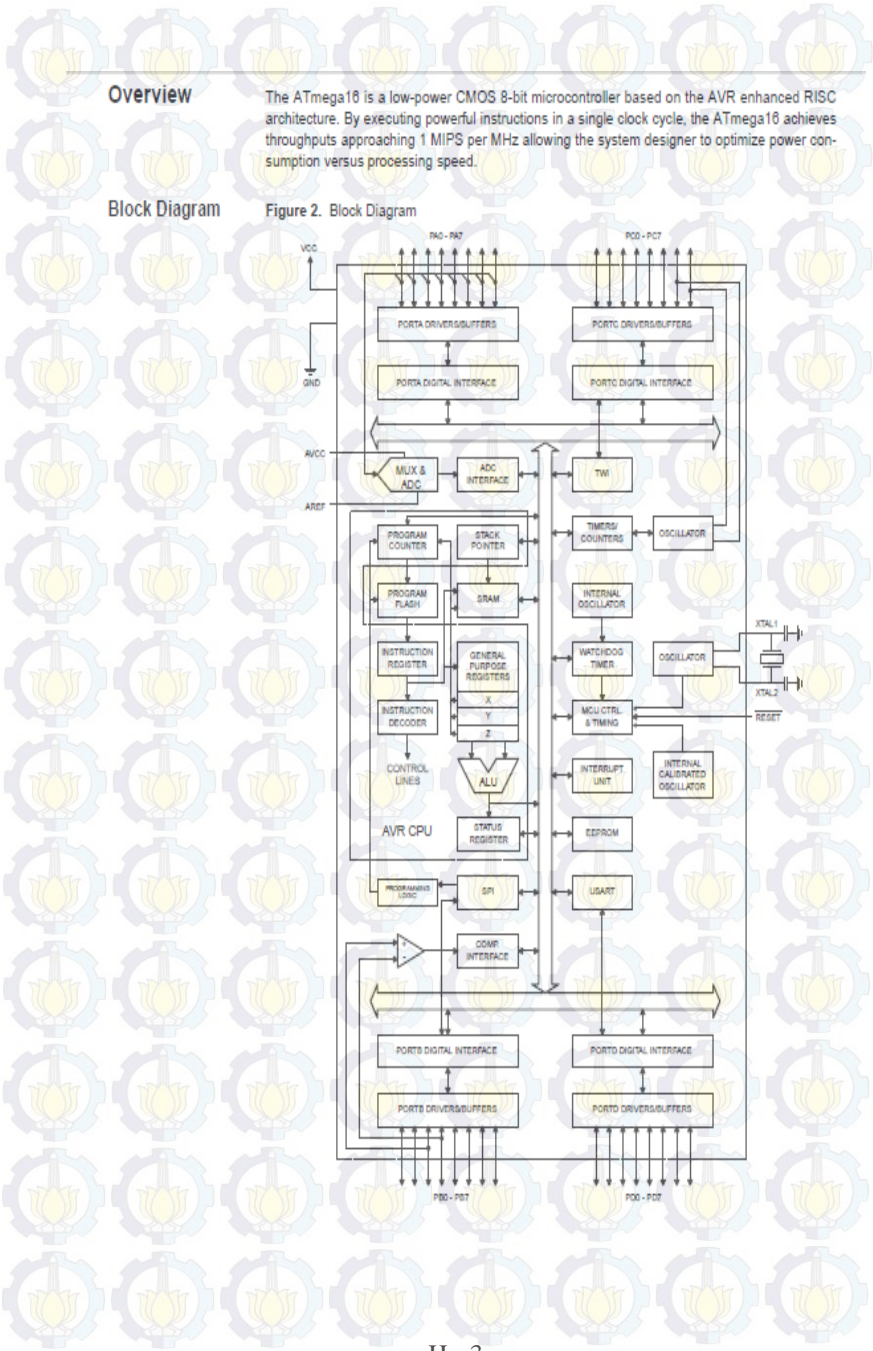 Overview
The ATmega16 is a low-power CMOS 8-bit microcontroller based on the AVR enhanced RISC
architecture. By executing powerful instructions in a single clock cycle, the ATmega16 achieves
throughputs approaching 1 MIPS per MHz allowing the system designer to optimize power con-
sumption versus processing speed.
Block Diagram
Figure 2. Block Diagram
PA0 - PA7
PC0 - PC7
VCC
PORTA DRIVERS/BUFFERS
PORTC DRIVERS/BUFFERS
GND
PORTA DIGITAL INTERFACE
PORTC DIGITAL INTERFACE
AVCC
MUX &
ADC
ADC
INTERFACE
TWI
AREF
PROGRAM
COUNTER
STACK
POINTER
TIMERS/
COUNTERS
OSCILLATOR
PROGRAM
FLASH
SRAM
INTERNAL
OSCILLATOR
XTAL1
INSTRUCTION
REGISTER
GENERAL
PURPOSE
REGISTERS
WATCHDOG
TIMER
OSCILLATOR
XTAL2
X
INSTRUCTION
DECODER
Y
Z
MCU CTRL.
& TIMING
RESET
CONTROL
LINES
ALU
INTERRUPT
UNIT
INTERNAL
CALIBRATED
OSCILLATOR
AVR CPU
STATUS
REGISTER
EEPROM
PROGRAMMING
LOGIC
SPI
USART
+
-
COMP.
INTERFACE
PORTB DIGITAL INTERFACE
PORTD DIGITAL INTERFACE
PORTB DRIVERS/BUFFERS
PORTD DRIVERS/BUFFERS
PB0 - PB7
PD0 - PD7